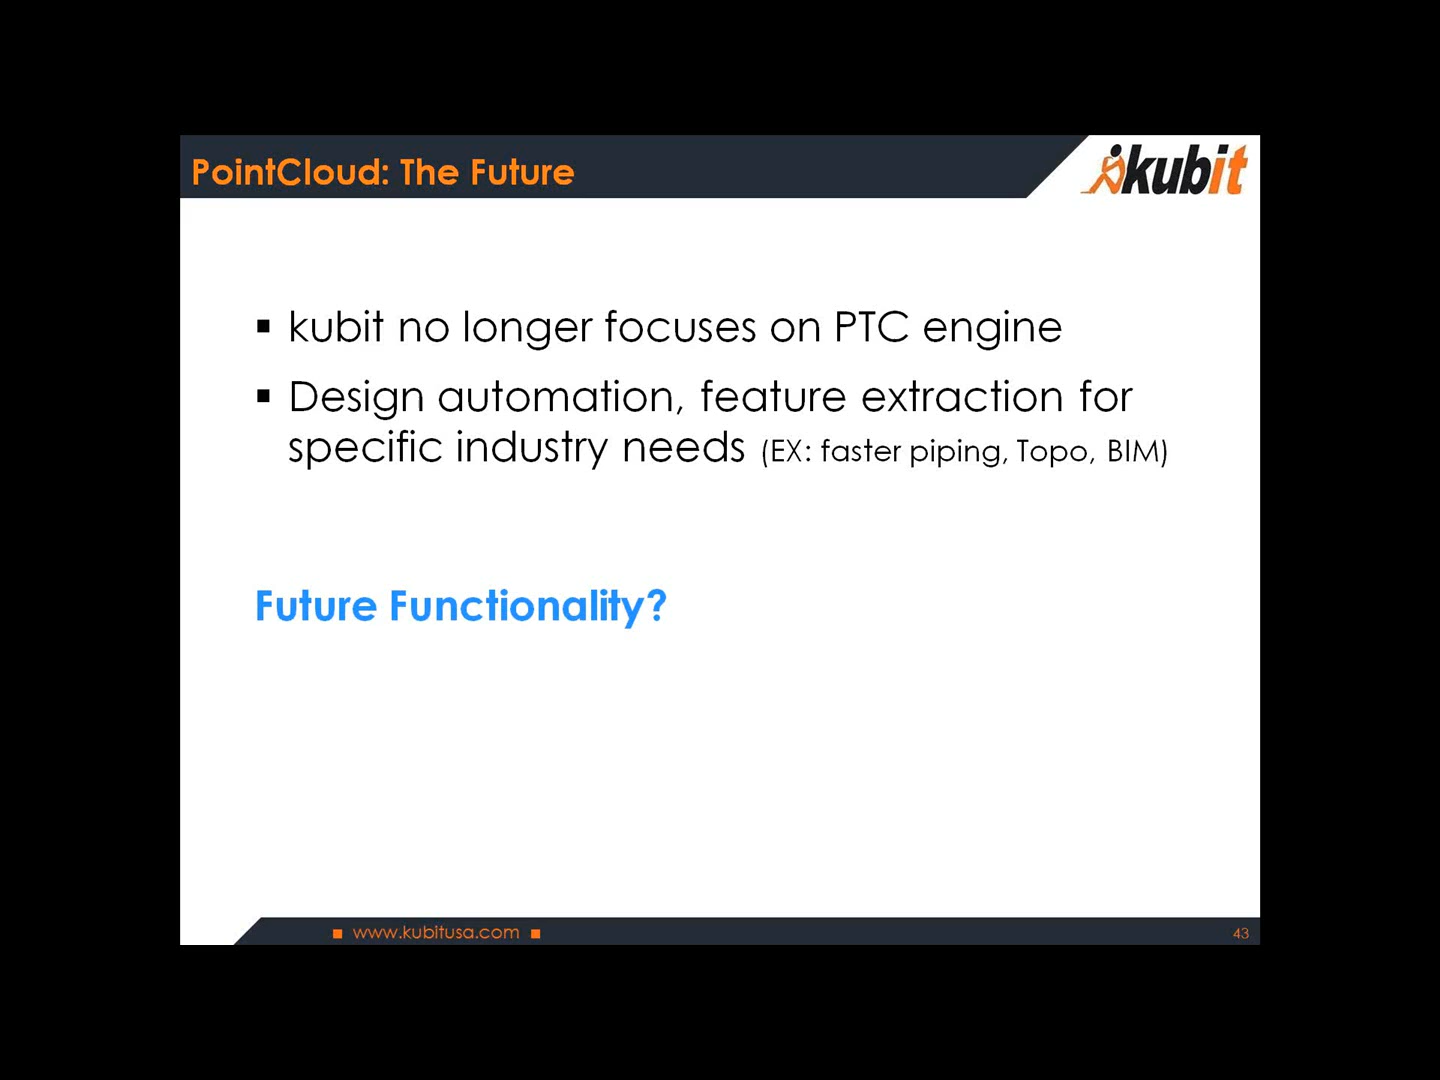 PointCloud: The Future
kubit
▪ kubit no longer focuses on PTC engine
▪ Design automation, feature extraction for
specific industry needs (EX: faster piping, Topo, BIM)
Future Functionality?
▪ www.kubitusa.com ▪
43